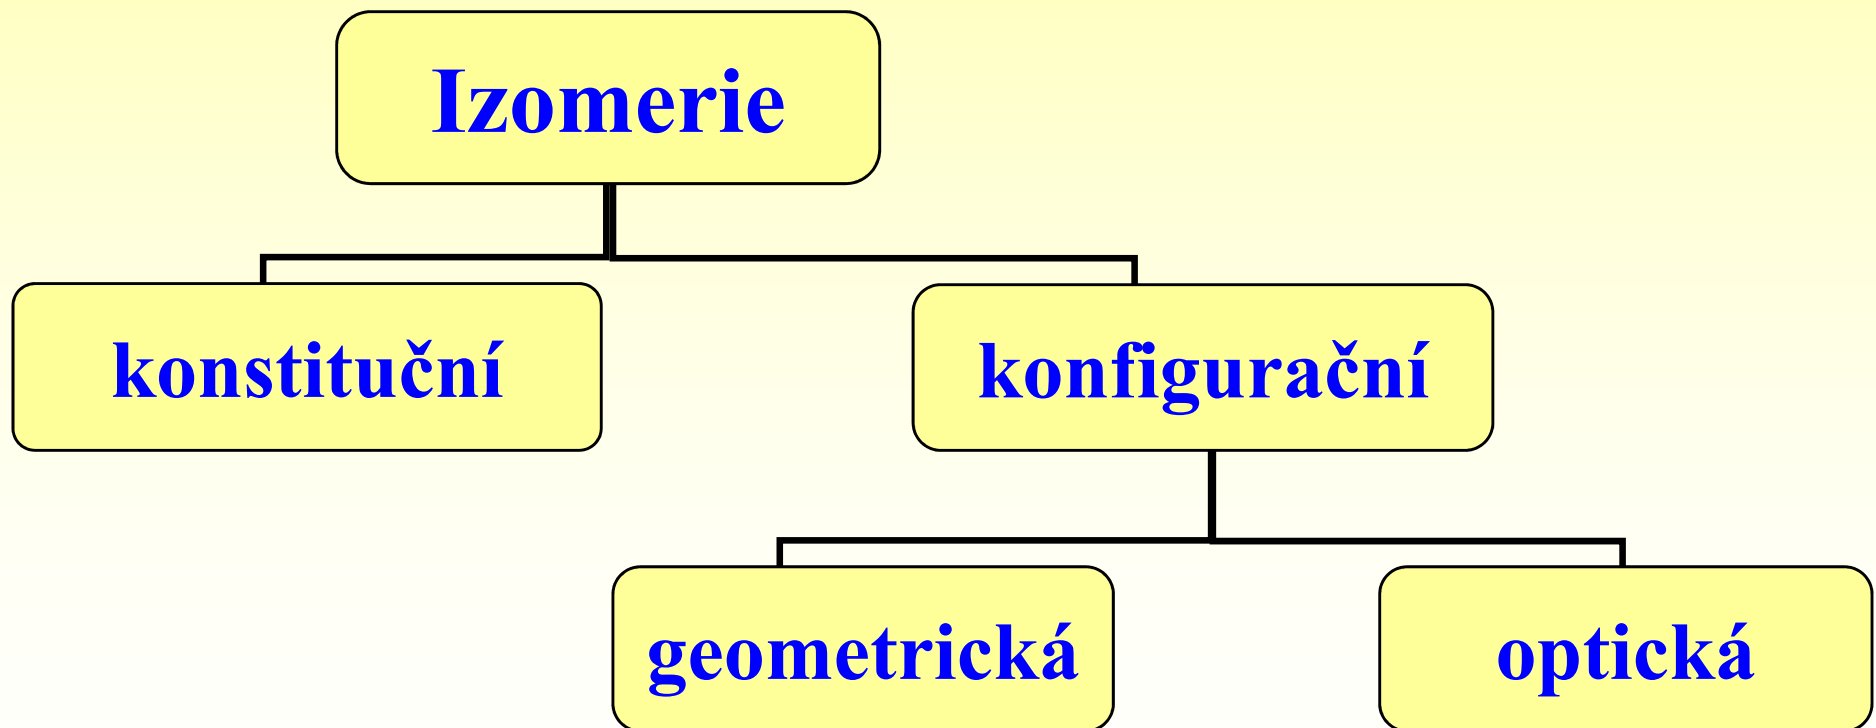 Izomerie
konstituční
konfigurační
geometrická
optická